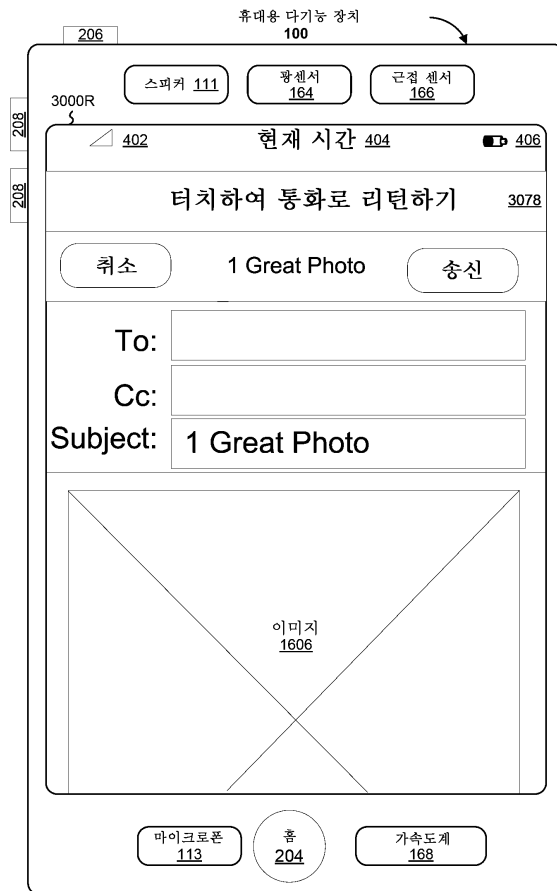 휴대용 다기능 장치
100
206
스피커 111
광센서
164
근접 센서
166
3000R
208
208
402
현재 시간 404
406
터치하여 통화로 리턴하기 3078
취소
1 Great Photo
송신
To:
Cc:
Subject: 1 Great Photo
이미지
1606
마이크로폰
113
홈
204
가속도계
168